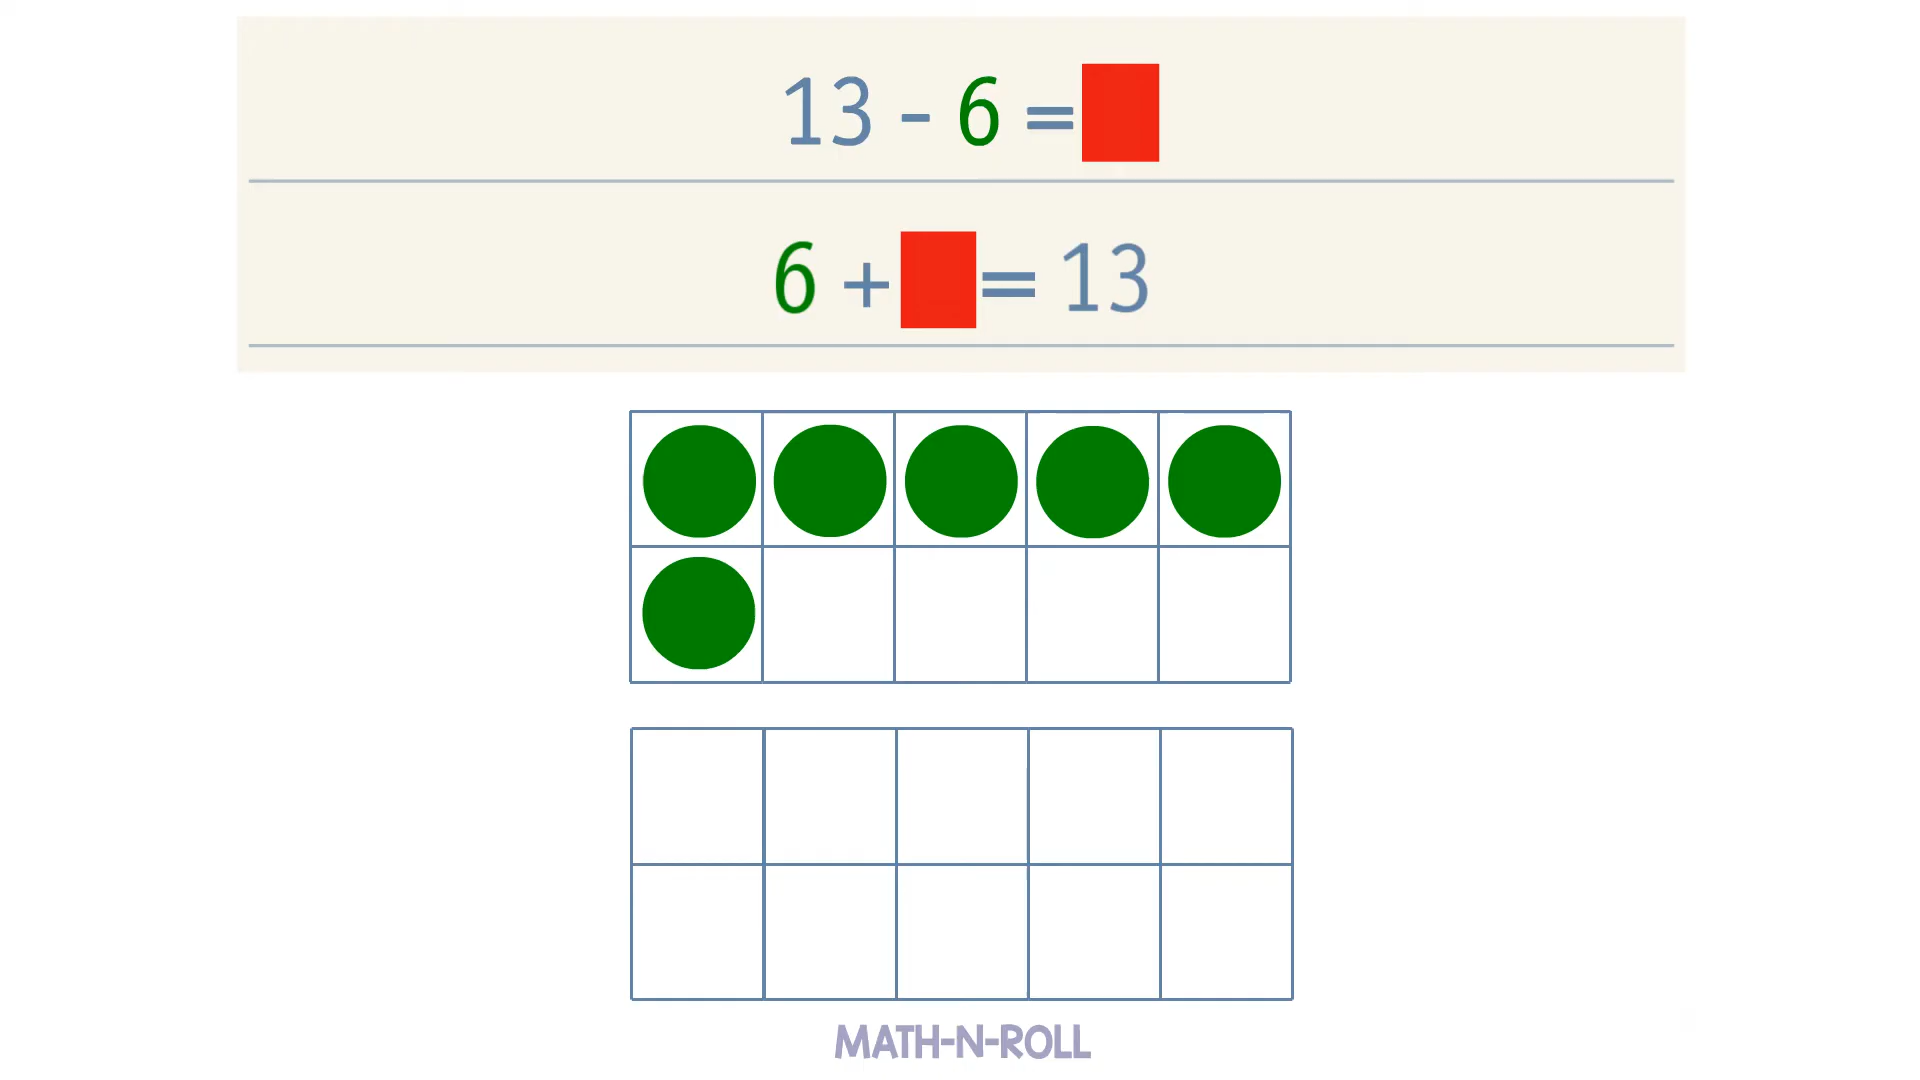 13 - 6 =
6 + = 13
MATH-N-ROLL